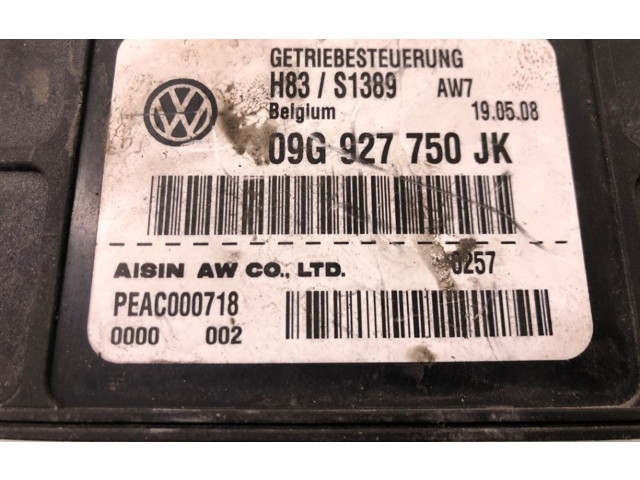 GETRIEBESTEUERUNG
H83 / S1389 AW7
Belgium 19.05.08
09G 927 750 JK
AISIN AW CO., LTD. 0257
PEAC000718
0000 002